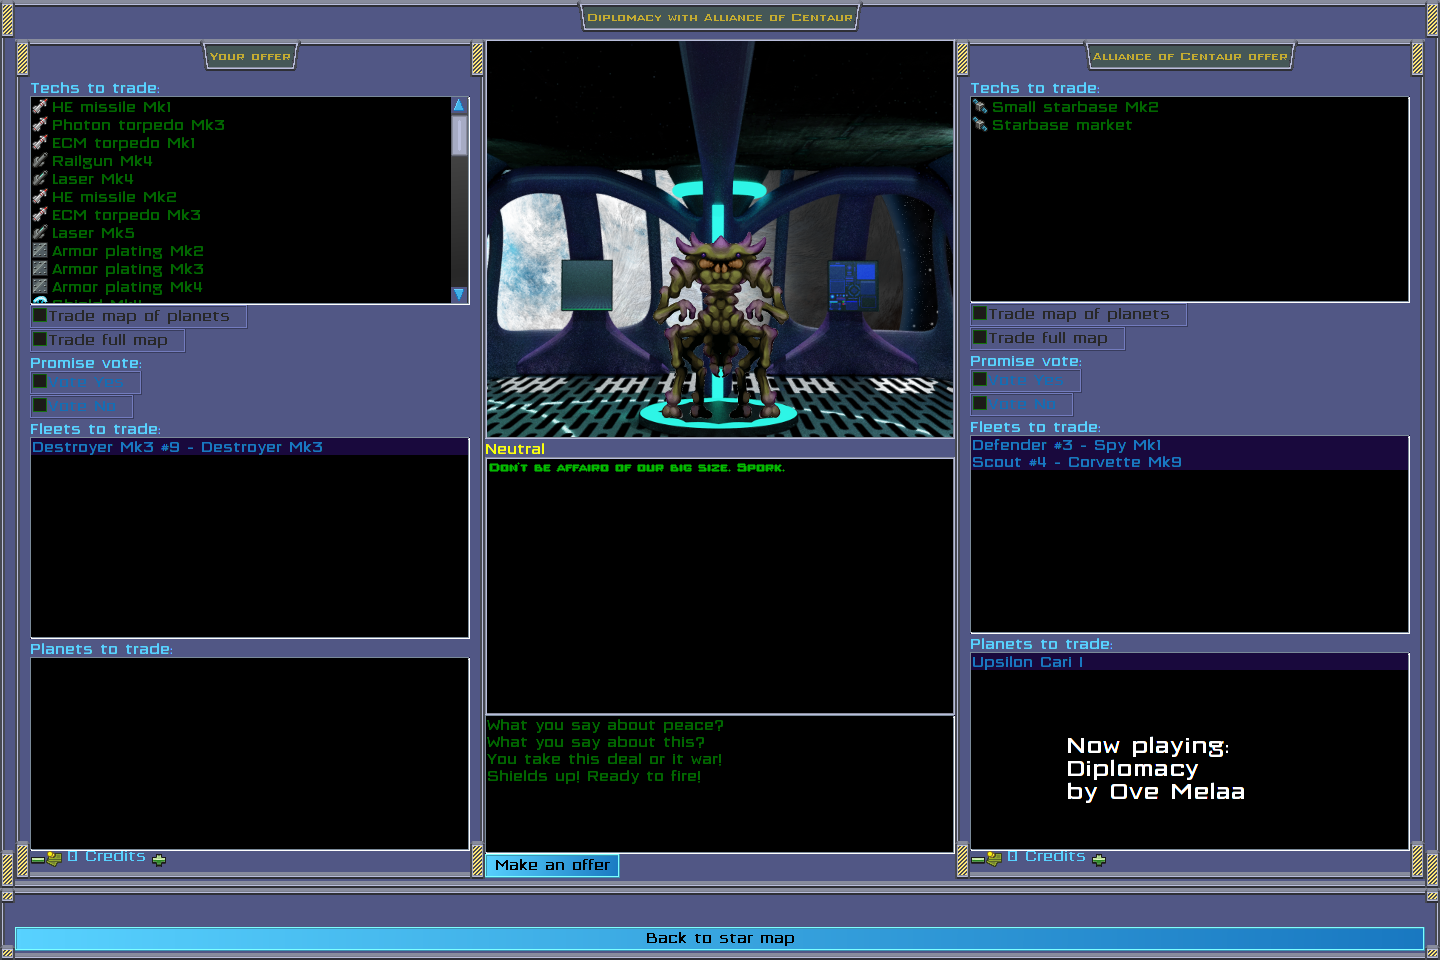 Diplomacy with Alliance of Centaur
Your offer
Techs to trade:
HE missile Mk1
Photon torpedo Mk3
ECM torpedo Mk1
Railgun Mk4
Laser Mk4
HE missile Mk2
ECM torpedo Mk3
Laser Mk5
Armor plating Mk2
Armor plating Mk3
Armor plating Mk4
Trade map of planets
Trade full map
Promise vote:
Vote Yes
Vote No
Fleets to trade:
Destroyer Mk3 #9 - Destroyer Mk3
Planets to trade:
0 Credits
Neutral
Don't be affaird of our big size. Spork.
What you say about peace?
What you say about this?
You take this deal or it war!
Shields up! Ready to fire!
Make an offer
Alliance of Centaur offer
Techs to trade:
Small starbase Mk2
Starbase market
Trade map of planets
Trade full map
Promise vote:
Vote Yes
Vote No
Fleets to trade:
Defender #3 - Spy Mk1
Scout #4 - Corvette Mk9
Planets to trade:
Upsilon Cari I
Now playing:
Diplomacy
by Ove Melaa
0 Credits
Back to star map